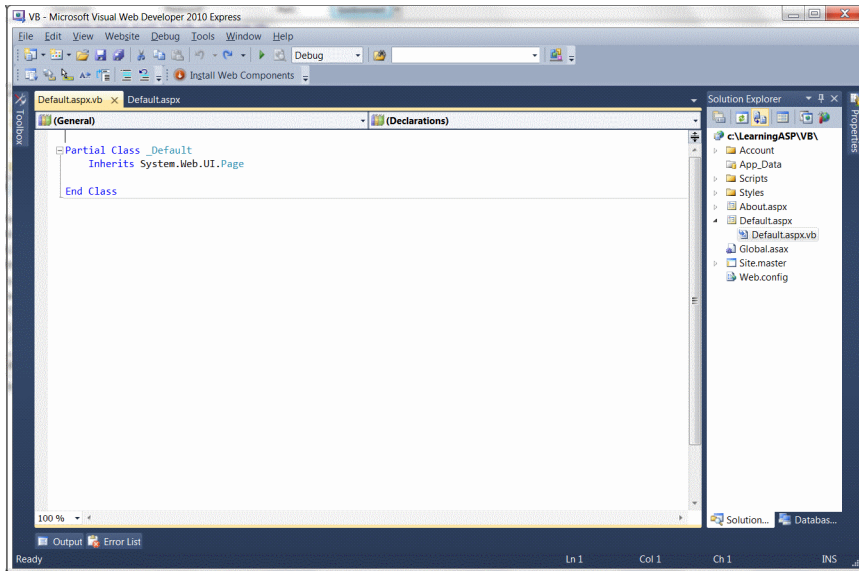 VB - Microsoft Visual Web Developer 2010 Express
File Edit View Website Debug Tools Window Help
Debug
Install Web Components
Toolbox
Default.aspx.vb Default.aspx
(General) (Declarations)
Partial Class _Default
Inherits System.Web.UI.Page
End Class
100 %
Solution Explorer
c:\LearningASP\VB\
Account
App_Data
Scripts
Styles
About.aspx
Default.aspx
Default.aspx.vb
Global.asax
Site.master
Web.config
Solution... Databas...
Properties
Output Error List
Ready Ln 1 Col 1 Ch 1 INS